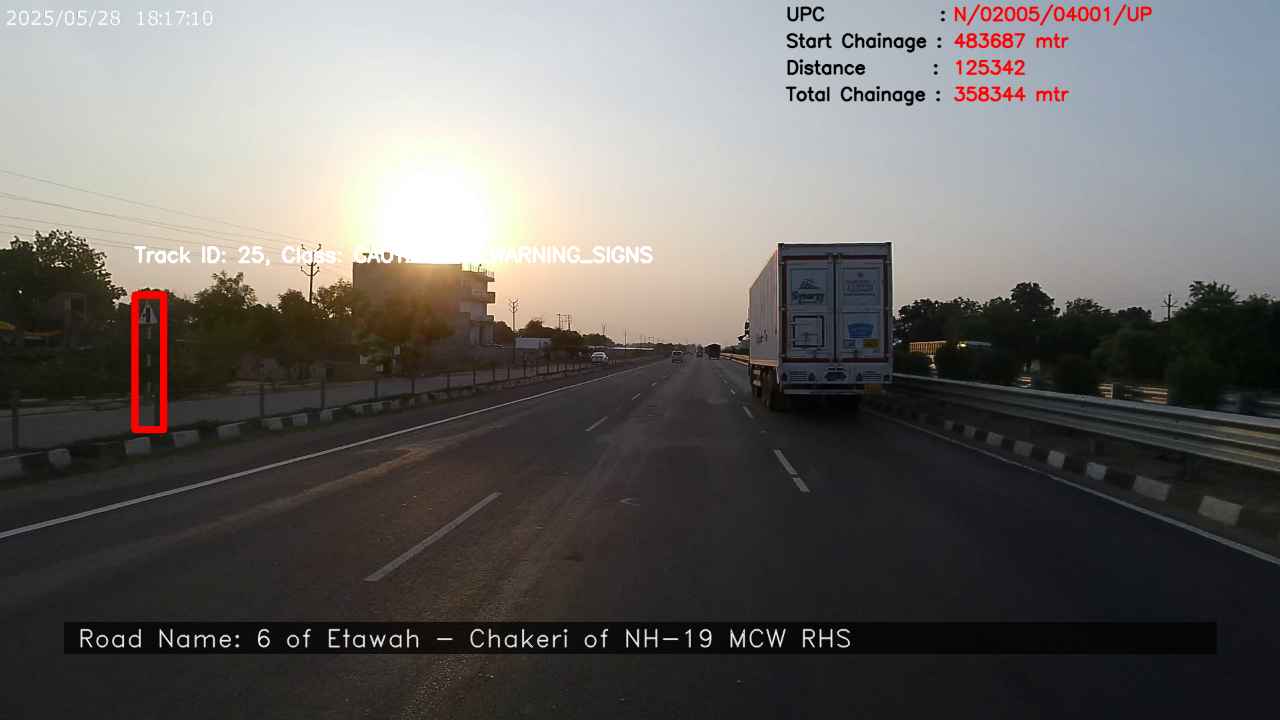 2025/05/28 18:17:10
UPC : N/02005/04001/UP
Start Chainage : 483687 mtr
Distance : 125342
Total Chainage : 358344 mtr
Track ID: 25, Class: WARNING_SIGNS
Road Name: 6 of Etawah - Chakeri of NH-19 MCW RHS